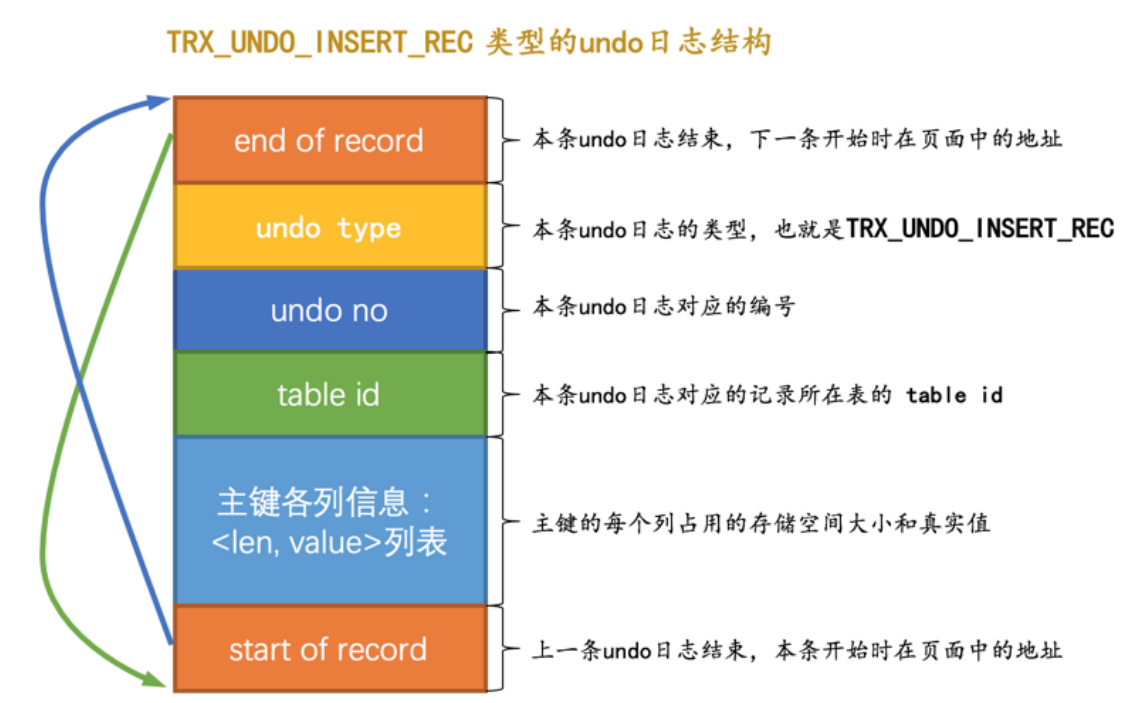 TRX_UNDO_INSERT_REC 类型的undo日志结构
end of record
本条undo日志结束，下一条开始时在页面中的地址
undo type
本条undo日志的类型，也就是TRX_UNDO_INSERT_REC
undo no
本条undo日志对应的编号
table id
本条undo日志对应的记录所在表的 table id
主键各列信息：
<len, value>列表
主键的每个列占用的存储空间大小和真实值
start of record
上一条undo日志结束，本条开始时在页面中的地址